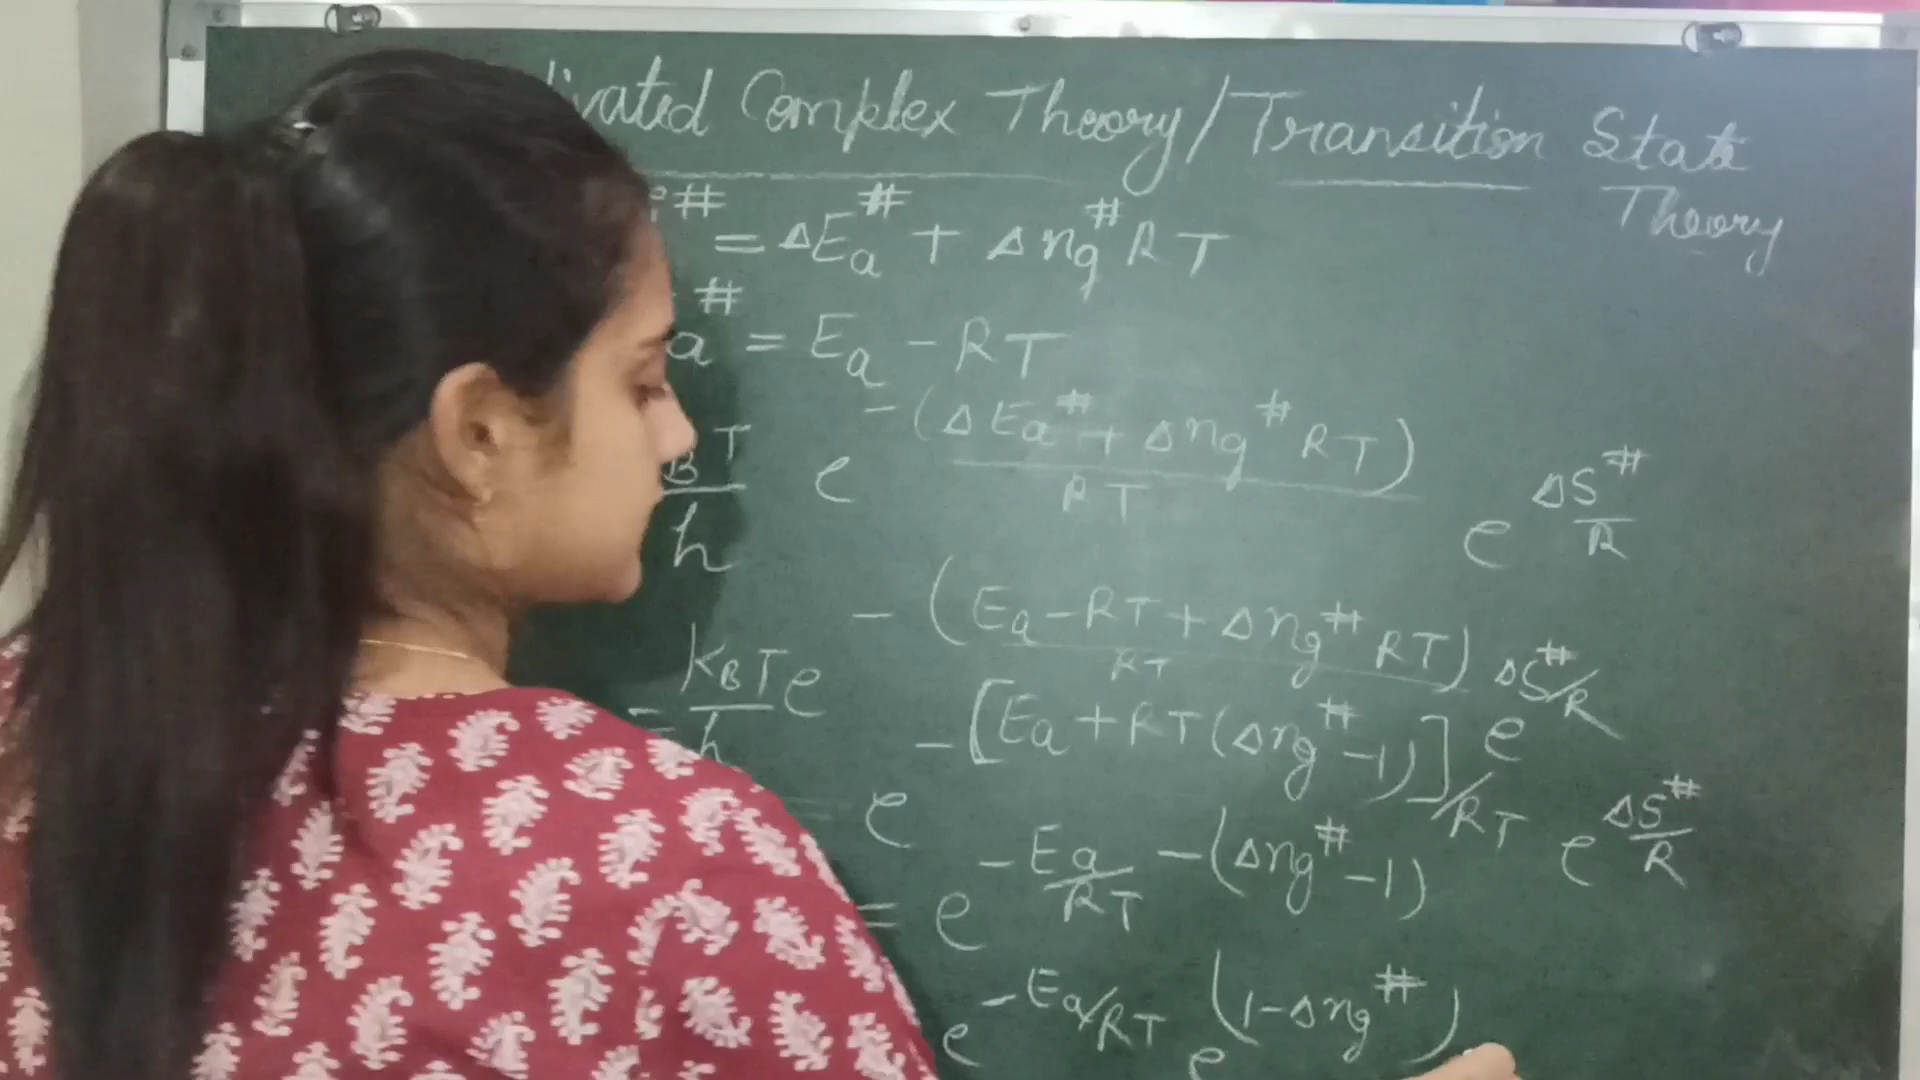 Complex Theory/Transition State
Theory
# = ΔEa# + Δng# RT
a# = Ea - RT
BT/h e -(ΔEa# + Δng# RT)/RT e ΔS#/R
= KBT/h e -(Ea - RT + Δng# RT)/RT e ΔS#/R
e -[Ea + RT(Δng# - 1)]/RT e ΔS#/R
= e - Ea/RT - (Δng# - 1)
e -Ea/RT e (1 - Δng#)